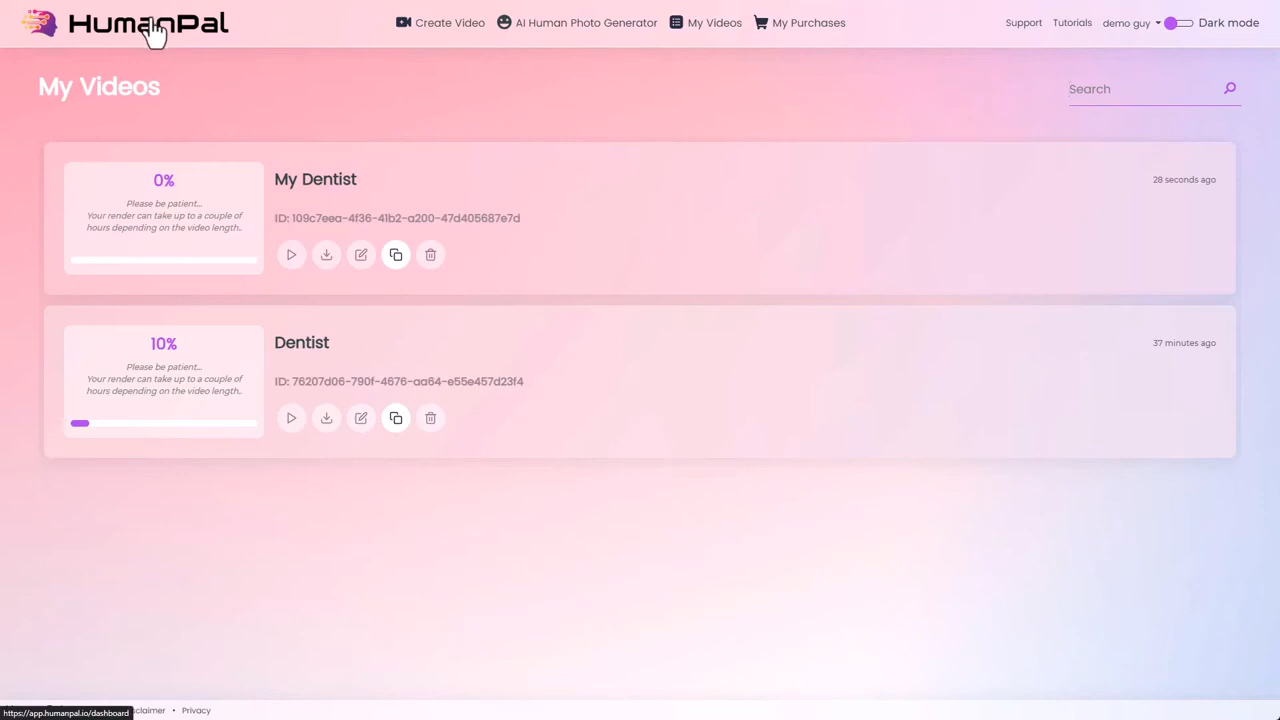 HumanPal
Create Video
AI Human Photo Generator
My Videos
My Purchases
Support
Tutorials
demo guy
Dark mode
My Videos
Search
0%
Please be patient...
Your render can take up to a couple of
hours depending on the video length..
My Dentist
28 seconds ago
ID: 109c7eea-4f36-41b2-a200-47d405687e7d
10%
Please be patient...
Your render can take up to a couple of
hours depending on the video length..
Dentist
37 minutes ago
ID: 76207d06-790f-4676-aa64-e55e457d23f4
https://app.humanpal.io/dashboard
sclaimer • Privacy